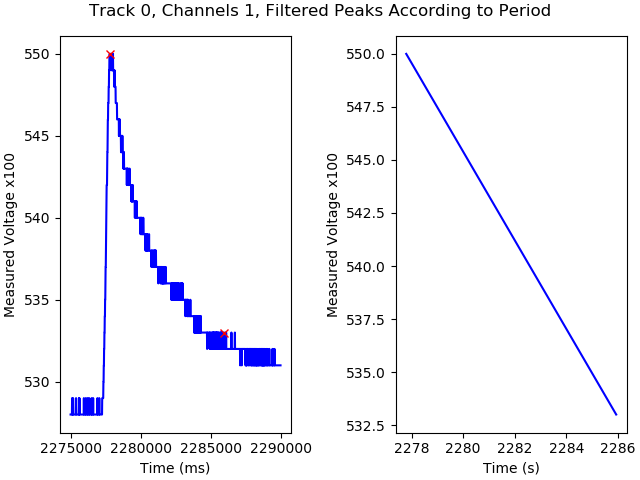 Track 0, Channels 1, Filtered Peaks According to Period
550
545
540
535
530
2275000 2280000 2285000 2290000
Time (ms)
Measured Voltage x100
550.0
547.5
545.0
542.5
540.0
537.5
535.0
532.5
2278 2280 2282 2284 2286
Time (s)
Measured Voltage x100